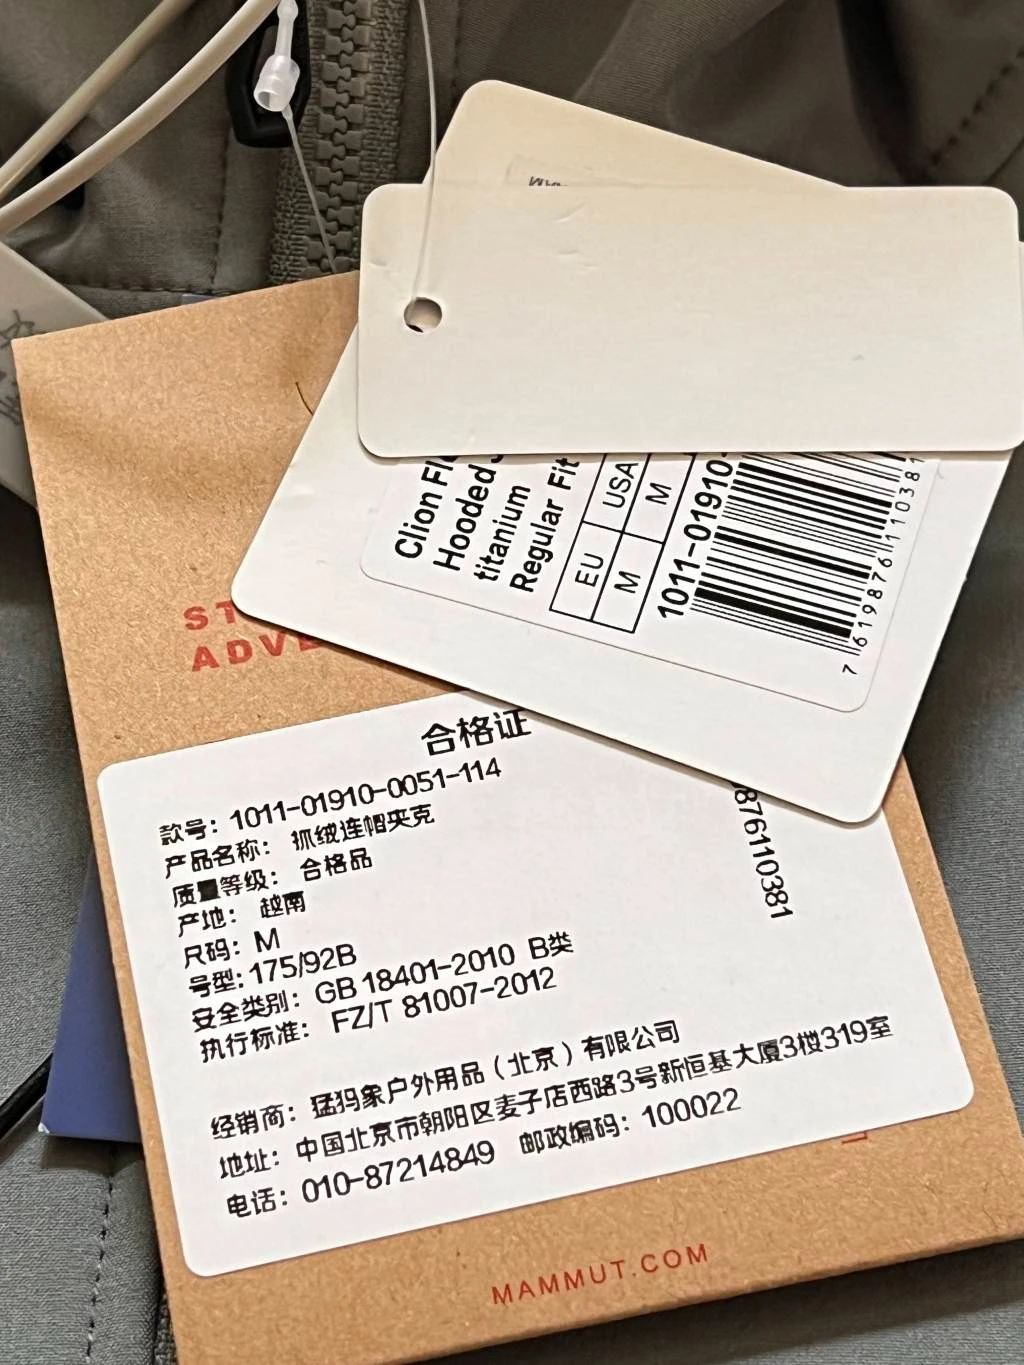 Clion Fl
Hooded
titanium
Regular Fit
EU USA
M M
1011-01910-
7 619876 110381
ST
ADVE
合格证
款号：1011-01910-0051-114
产品名称： 抓绒连帽夹克
质量等级： 合格品
产地： 越南
尺码：M
号型:175/92B
安全类别： GB 18401-2010 B类
执行标准： FZ/T 81007-2012
876110381
经销商：猛犸象户外用品（北京）有限公司
地址：中国北京市朝阳区麦子店西路3号新恒基大厦3楼319室
电话：010-87214849 邮政编码：100022
MAMMUT.COM